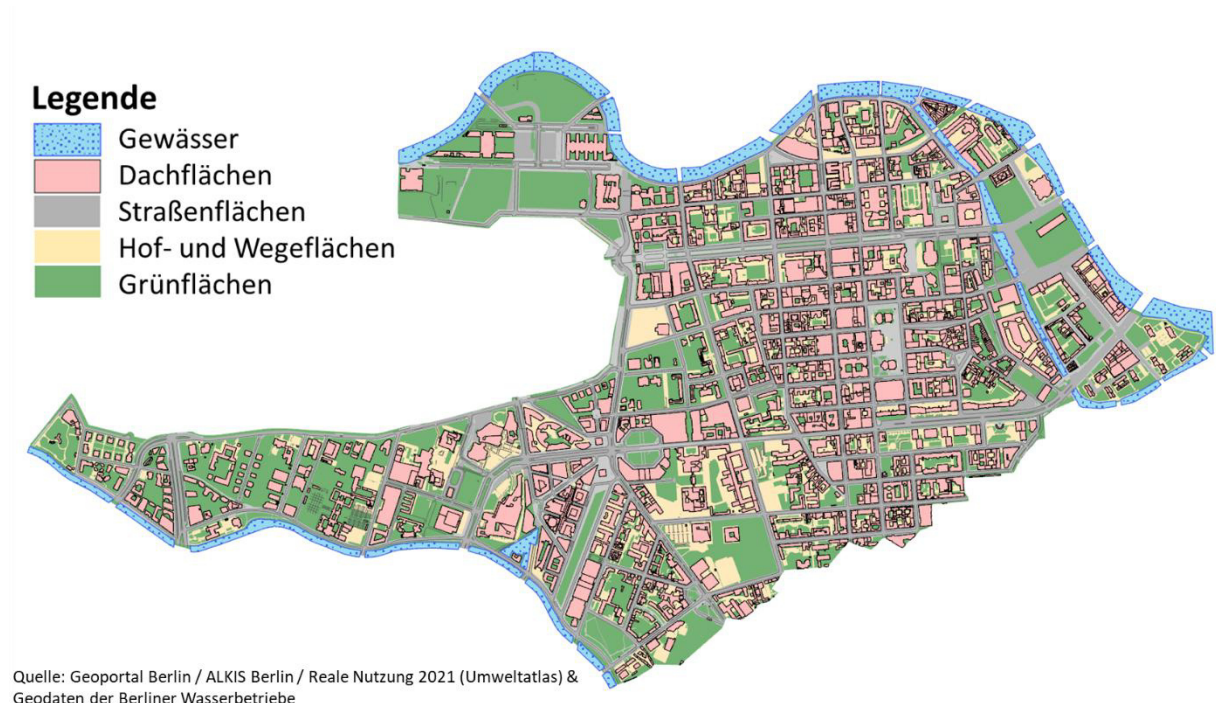 Legende
Gewässer
Dachflächen
Straßenflächen
Hof- und Wegeflächen
Grünflächen
Quelle: Geoportal Berlin / ALKIS Berlin / Reale Nutzung 2021 (Umweltatlas) &
Geodaten der Berliner Wasserbetriebe